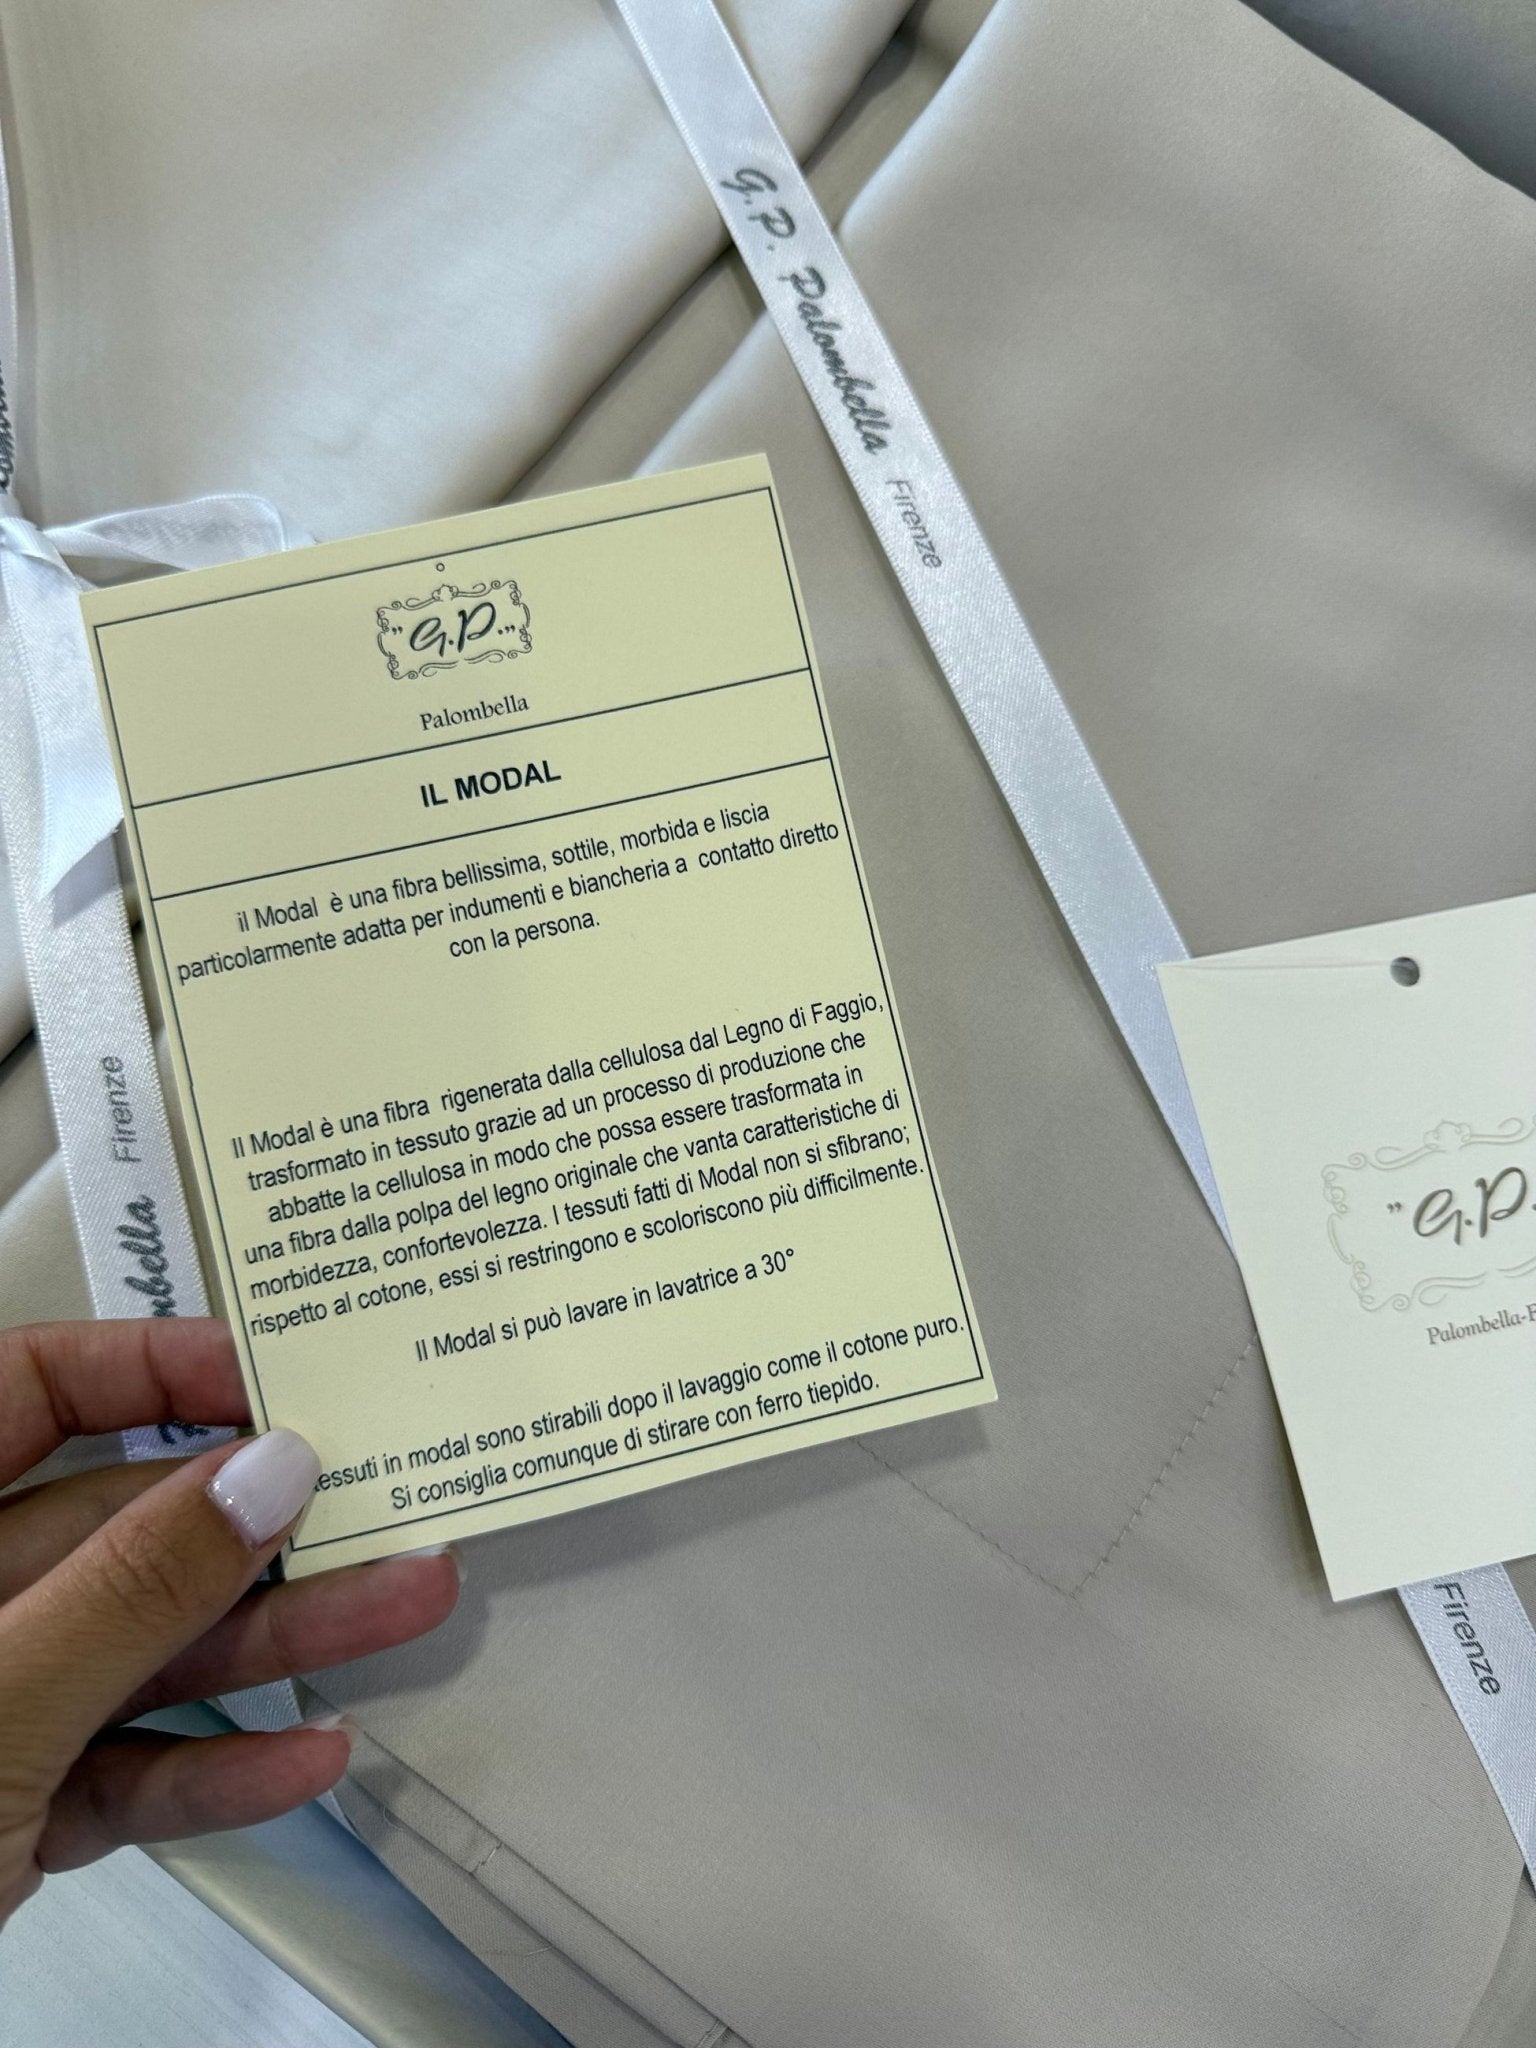 G.P. Palombella Firenze
"G.P."
Palombella
IL MODAL
il Modal è una fibra bellissima, sottile, morbida e liscia
particolarmente adatta per indumenti e biancheria a contatto diretto
con la persona.
Il Modal è una fibra rigenerata dalla cellulosa dal Legno di Faggio,
trasformato in tessuto grazie ad un processo di produzione che
abbatte la cellulosa in modo che possa essere trasformata in
una fibra dalla polpa del legno originale che vanta caratteristiche di
morbidezza, confortevolezza. I tessuti fatti di Modal non si sfibrano;
rispetto al cotone, essi si restringono e scoloriscono più difficilmente.
Il Modal si può lavare in lavatrice a 30°
tessuti in modal sono stirabili dopo il lavaggio come il cotone puro.
Si consiglia comunque di stirare con ferro tiepido.
Firenze
"G.P.
Palombella-F
Firenze